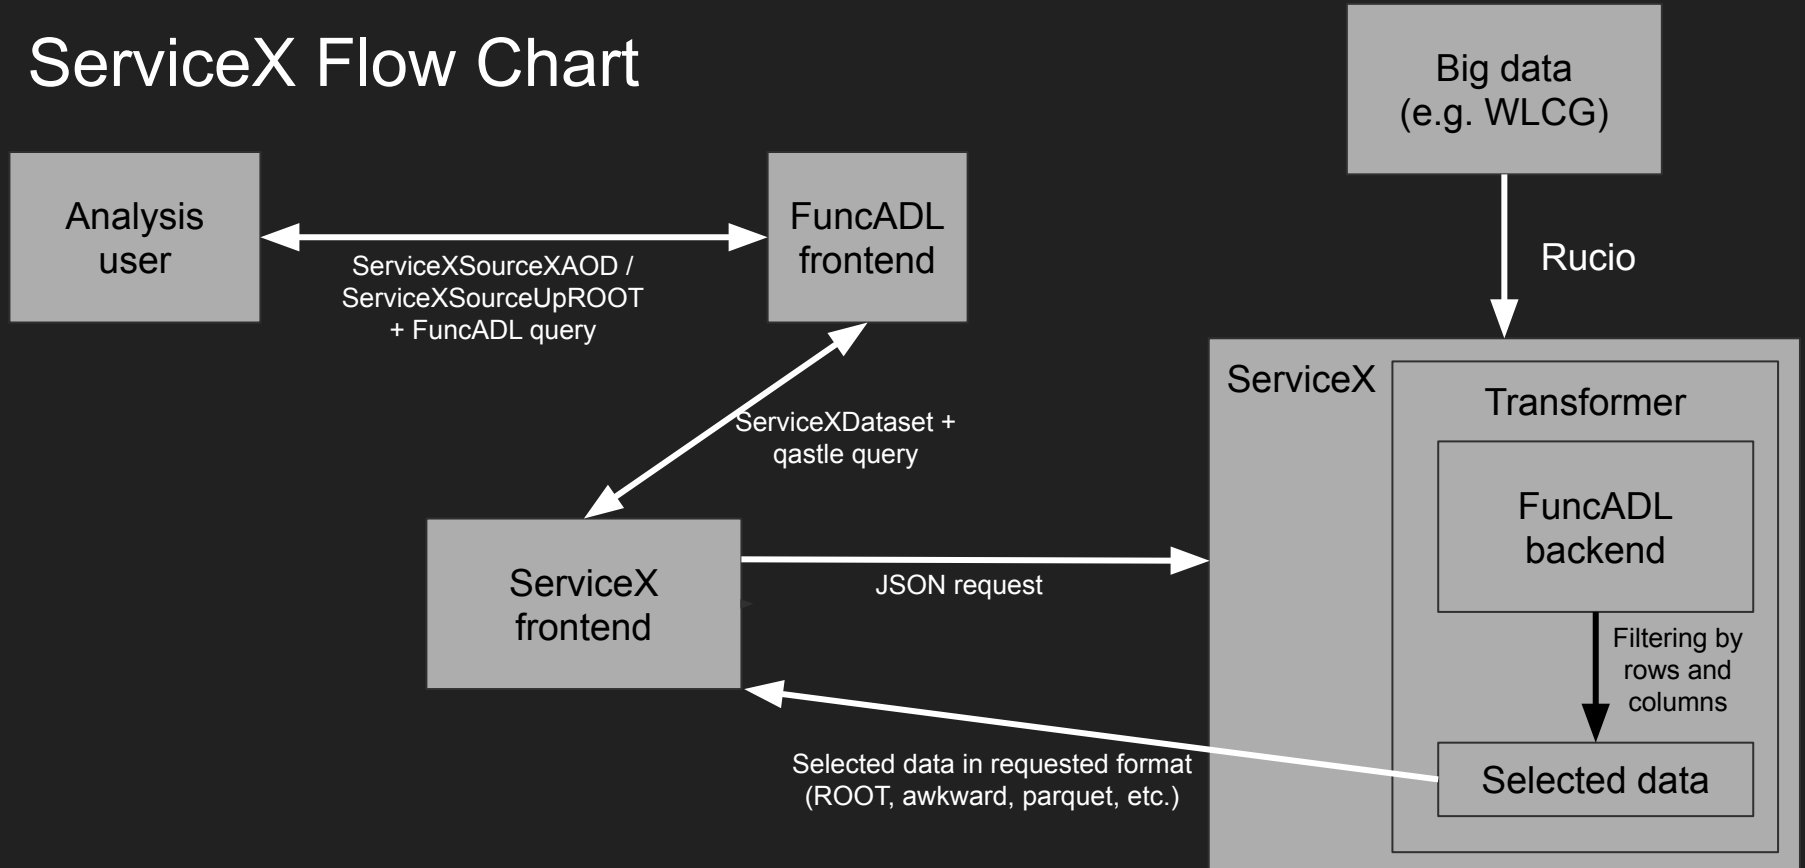 ServiceX Flow Chart
Big data
(e.g. WLCG)
Analysis
user
FuncADL
frontend
ServiceXSourceXAOD /
ServiceXSourceUpROOT
+ FuncADL query
Rucio
ServiceX
Transformer
ServiceXDataset +
qastle query
FuncADL
backend
ServiceX
frontend
JSON request
Filtering by
rows and
columns
Selected data in requested format
(ROOT, awkward, parquet, etc.)
Selected data